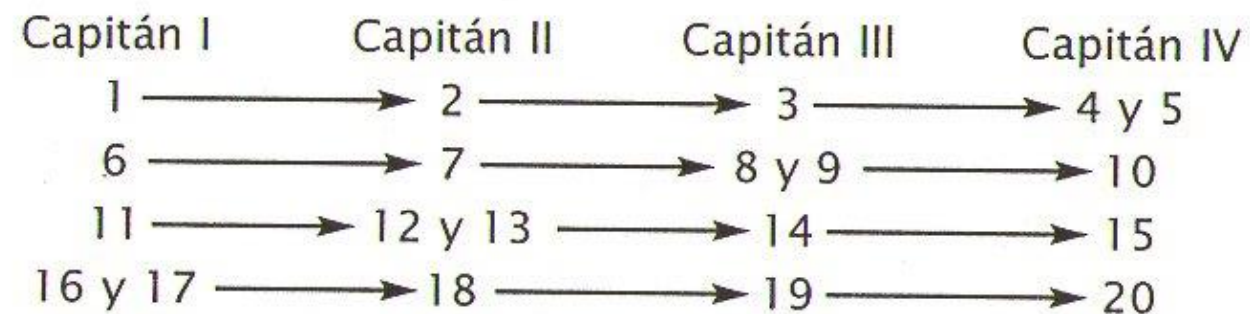 Capitán I Capitán II Capitán III Capitán IV
1 2 3 4 y 5
6 7 8 y 9 10
11 12 y 13 14 15
16 y 17 18 19 20